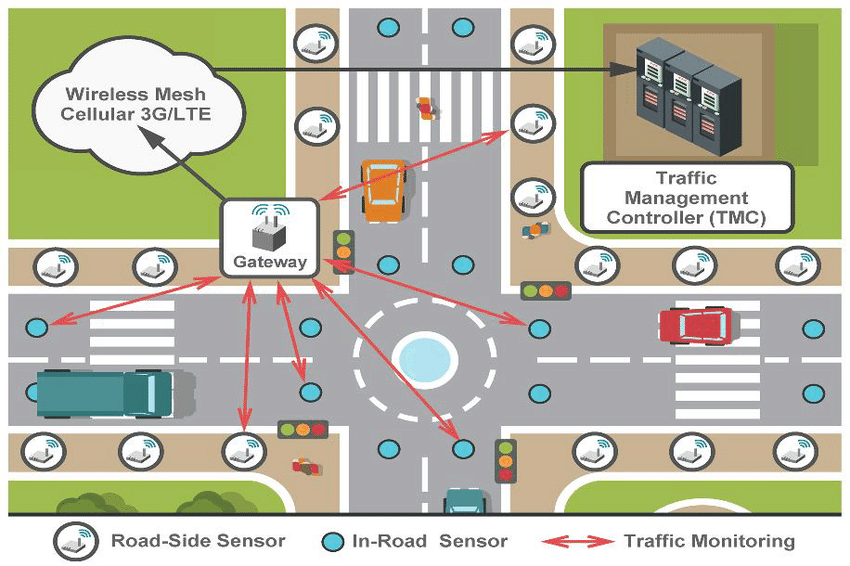 Wireless Mesh
Cellular 3G/LTE
Traffic
Management
Controller (TMC)
Gateway
Road-Side Sensor
In-Road Sensor
Traffic Monitoring